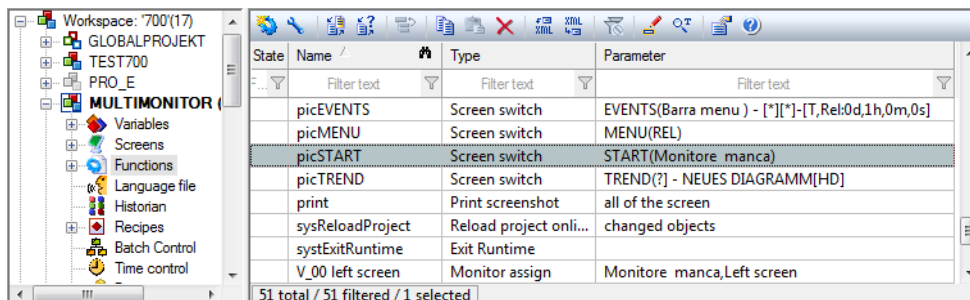 Workspace: '700'(17)
GLOBALPROJEKT
TEST700
PRO_E
MULTIMONITOR (
Variables
Screens
Functions
Language file
Historian
Recipes
Batch Control
Time control
XML XML
State Name Type Parameter
F... Filter text Filter text Filter text
picEVENTS Screen switch EVENTS(Barra menu ) - [*][*]-[T,Rel:0d,1h,0m,0s]
picMENU Screen switch MENU(REL)
picSTART Screen switch START(Monitore manca)
picTREND Screen switch TREND(?] - NEUES DIAGRAMM[HD]
print Print screenshot all of the screen
sysReloadProject Reload project onli... changed objects
systExitRuntime Exit Runtime
V_00 left screen Monitor assign Monitore manca,Left screen
51 total / 51 filtered / 1 selected